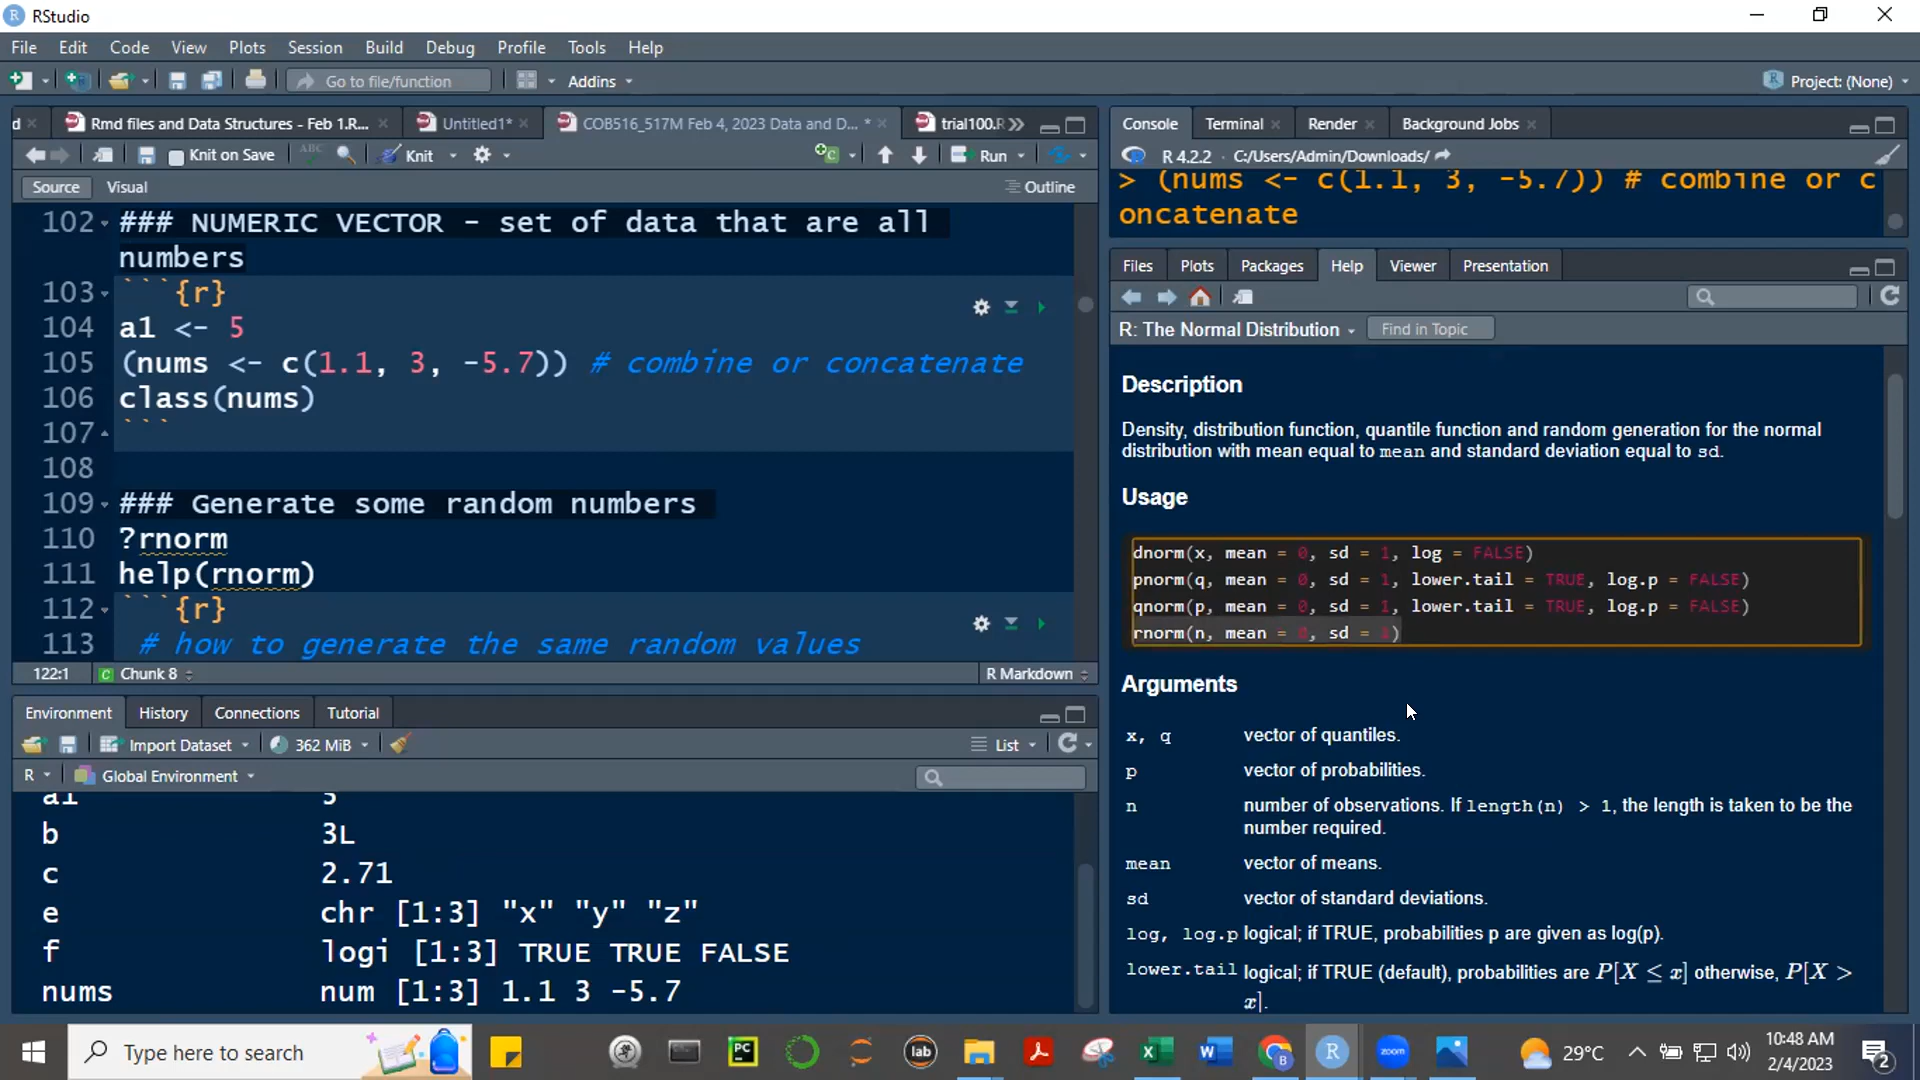 RStudio
File Edit Code View Plots Session Build Debug Profile Tools Help
Go to file/function Addins Project: (None)
d Rmd files and Data Structures - Feb 1.R... Untitled1* COB516_517M Feb 4, 2023 Data and D... * trial100.R
Knit on Save ABC Knit Run
Source Visual Outline
102 ### NUMERIC VECTOR - set of data that are all
numbers
103 ```{r}
104 a1 <- 5
105 (nums <- c(1.1, 3, -5.7)) # combine or concatenate
106 class(nums)
107 ```
108
109 ### Generate some random numbers
110 ?rnorm
111 help(rnorm)
112 ```{r}
113 # how to generate the same random values
122:1 Chunk 8 R Markdown
Environment History Connections Tutorial
Import Dataset 362 MiB List
R Global Environment
a1 5
b 3L
c 2.71
e chr [1:3] "x" "y" "z"
f logi [1:3] TRUE TRUE FALSE
nums num [1:3] 1.1 3 -5.7
Console Terminal Render Background Jobs
R 4.2.2 · C:/Users/Admin/Downloads/
> (nums <- c(1.1, 3, -5.7)) # combine or c
oncatenate
Files Plots Packages Help Viewer Presentation
R: The Normal Distribution Find in Topic
Description
Density, distribution function, quantile function and random generation for the normal
distribution with mean equal to mean and standard deviation equal to sd.
Usage
dnorm(x, mean = 0, sd = 1, log = FALSE)
pnorm(q, mean = 0, sd = 1, lower.tail = TRUE, log.p = FALSE)
qnorm(p, mean = 0, sd = 1, lower.tail = TRUE, log.p = FALSE)
rnorm(n, mean = 0, sd = 1)
Arguments
x, q vector of quantiles.
p vector of probabilities.
n number of observations. If length(n) > 1, the length is taken to be the
number required.
mean vector of means.
sd vector of standard deviations.
log, log.p logical; if TRUE, probabilities p are given as log(p).
lower.tail logical; if TRUE (default), probabilities are P[X ≤ x] otherwise, P[X >
x].
Type here to search PC lab W R zoom 29°C 10:48 AM
2/4/2023 2